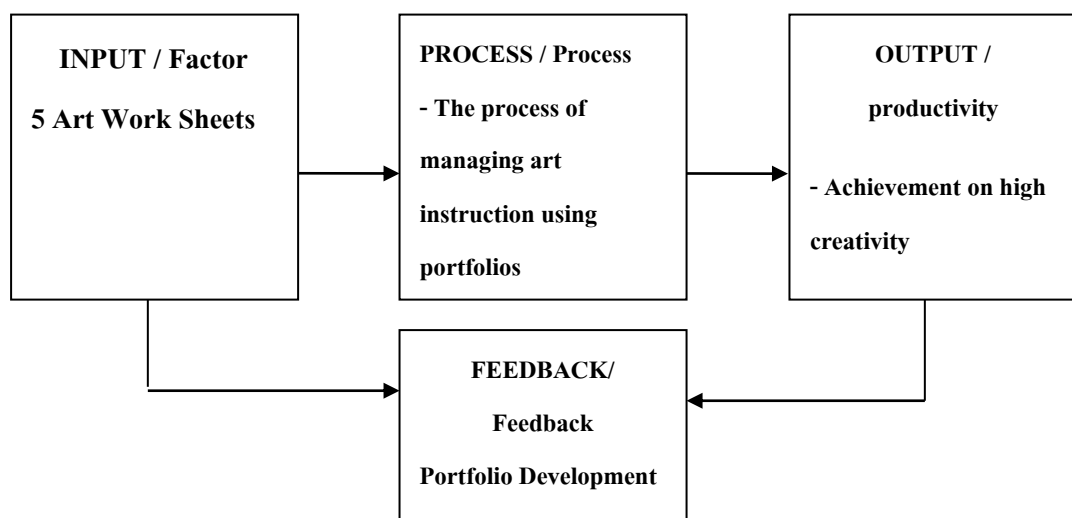 INPUT / Factor
5 Art Work Sheets
PROCESS / Process
- The process of
managing art
instruction using
portfolios
OUTPUT /
productivity
- Achievement on high
creativity
FEEDBACK/
Feedback
Portfolio Development